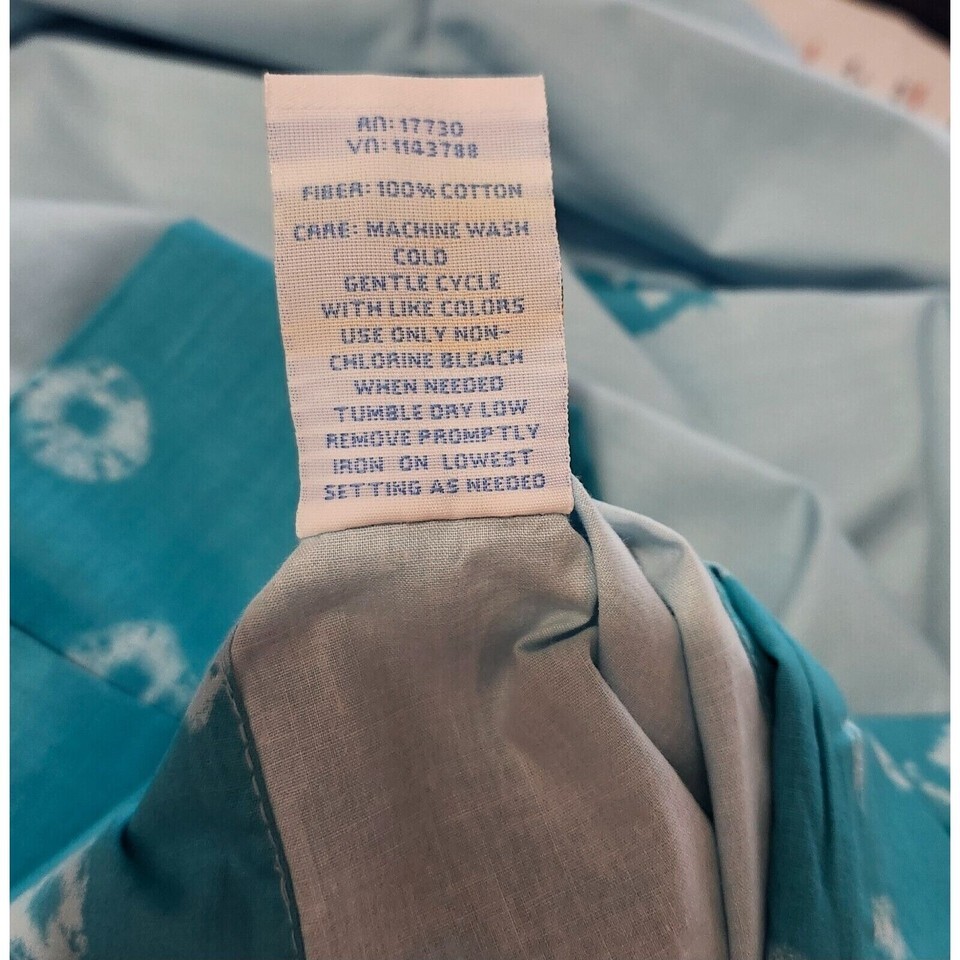 RN: 17730
VN: 1143788
FIBER: 100% COTTON
CARE: MACHINE WASH
COLD
GENTLE CYCLE
WITH LIKE COLORS
USE ONLY NON-
CHLORINE BLEACH
WHEN NEEDED
TUMBLE DRY LOW
REMOVE PROMPTLY
IRON ON LOWEST
SETTING AS NEEDED